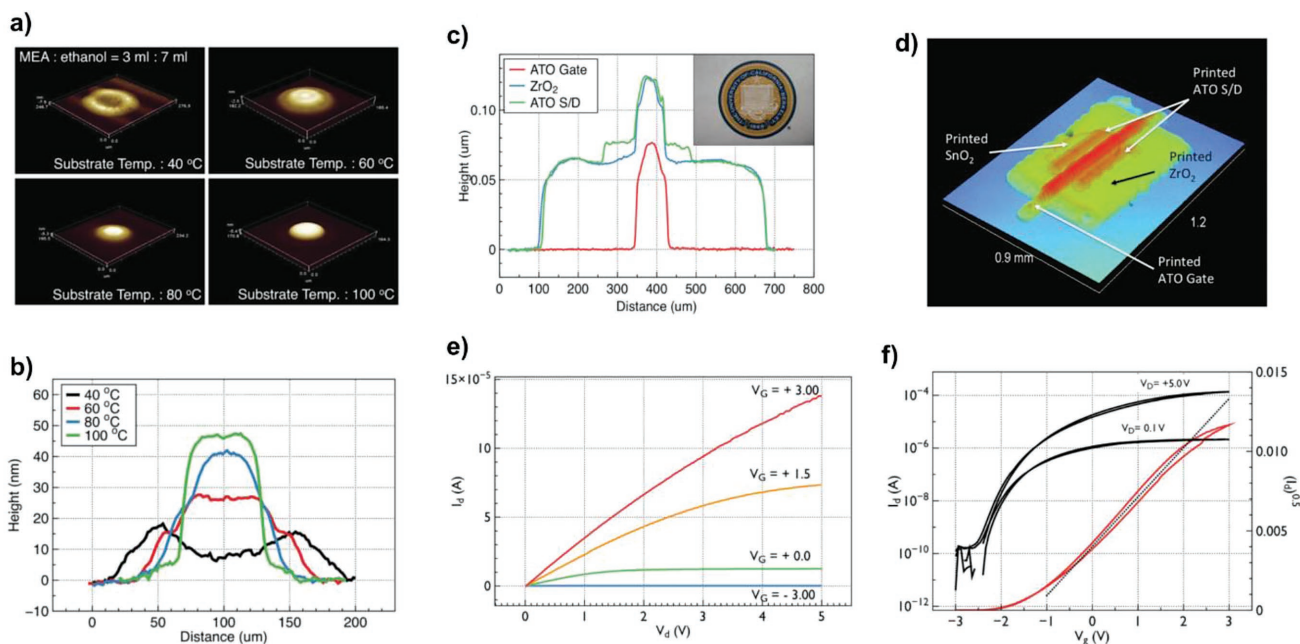 a)
MEA : ethanol = 3 ml : 7 ml
Substrate Temp. : 40 °C
Substrate Temp. : 60 °C
Substrate Temp. : 80 °C
Substrate Temp. : 100 °C
b)
40 °C
60 °C
80 °C
100 °C
Height (nm)
60
50
40
30
20
10
0
−10
0
50
100
150
200
Distance (um)
c)
ATO Gate
ZrO2
ATO S/D
Height (um)
0.10
0.05
0
0 100 200 300 400 500 600 700 800
Distance (um)
d)
Printed ATO S/D
Printed SnO2
Printed ZrO2
Printed ATO Gate
0.9 mm
1.2
e)
15×10-5
10
5
0
Id (A)
VG = + 3.00
VG = + 1.5
VG = + 0.0
VG = - 3.00
0 1 2 3 4 5
Vd (V)
f)
VD= +5.0 V
VD= 0.1 V
Id (A)
10-4
10-6
10-8
10-10
10-12
0.015
0.010
0.005
0
(Id)0.5
−3 −2 −1 0 1 2 3
Vg (V)